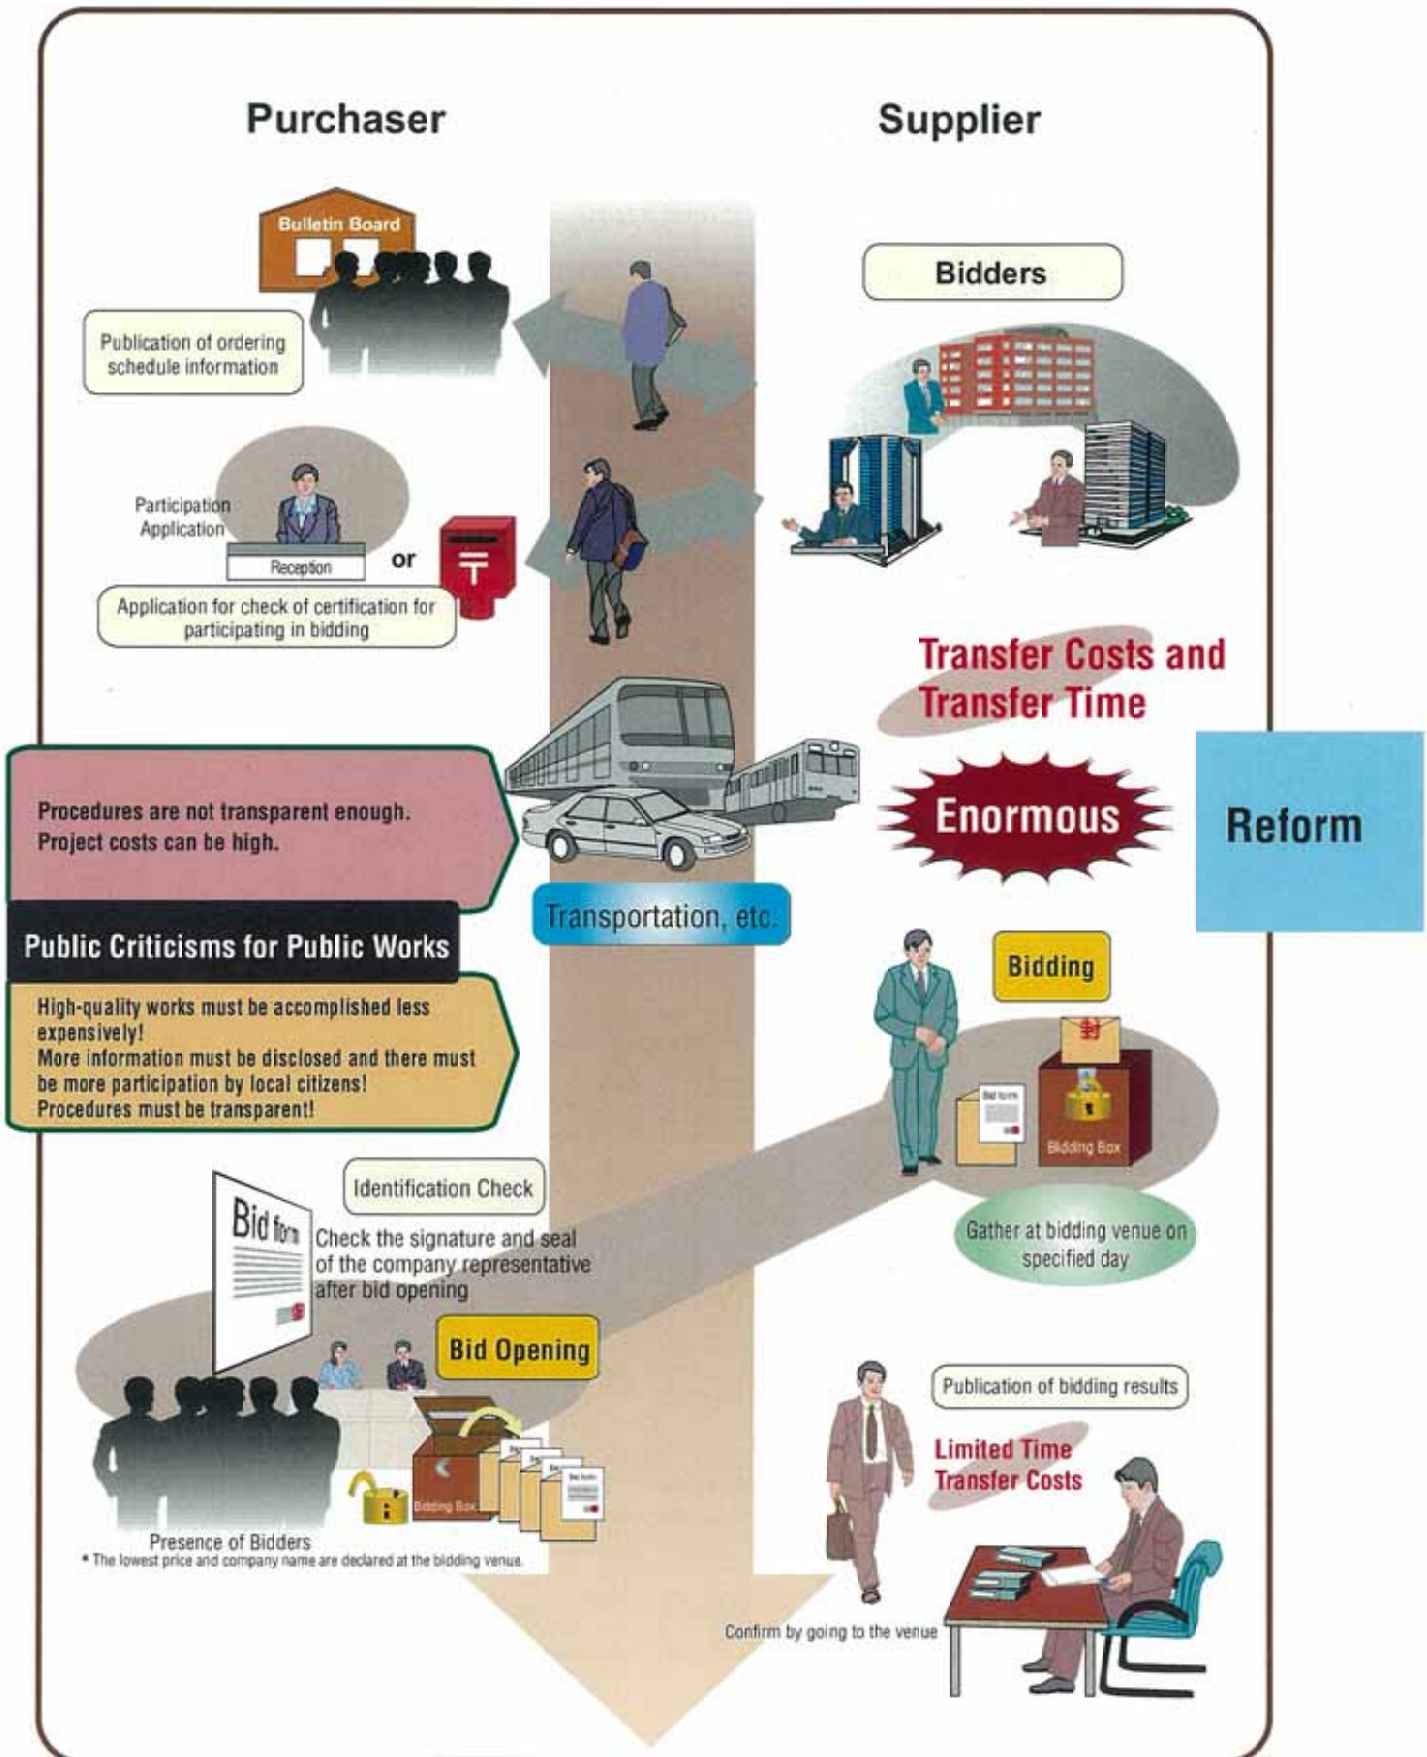 Purchaser
Supplier
Bulletin Board
Bidders
Publication of ordering
schedule information
Participation
Application
Reception
or
〒
Application for check of certification for
participating in bidding
Transfer Costs and
Transfer Time
Procedures are not transparent enough.
Project costs can be high.
Enormous
Reform
Transportation, etc.
Public Criticisms for Public Works
High-quality works must be accomplished less
expensively!
More information must be disclosed and there must
be more participation by local citizens!
Procedures must be transparent!
Bidding
封
Bid form
Bidding Box
Gather at bidding venue on
specified day
Identification Check
Bid form
Check the signature and seal
of the company representative
after bid opening
Bid Opening
Bidding Box
Bid form
Presence of Bidders
* The lowest price and company name are declared at the bidding venue.
Publication of bidding results
Limited Time
Transfer Costs
Confirm by going to the venue